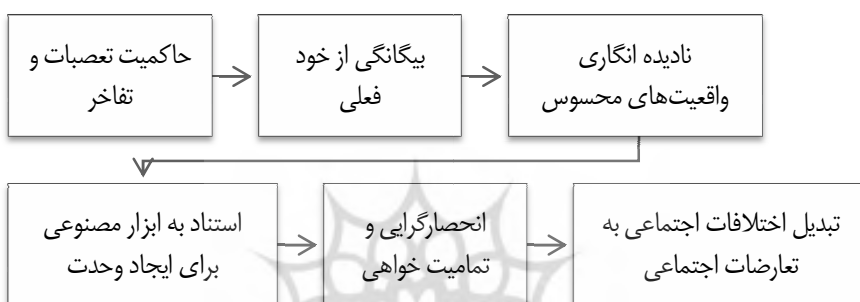 حاکمیت تعصبات و
تفاخر
بیگانگی از خود
فعلی
نادیده انگاری
واقعیت‌های محسوس
استناد به ابزار مصنوعی
برای ایجاد وحدت
انحصارگرایی و
تمامیت خواهی
تبدیل اختلافات اجتماعی به
تعارضات اجتماعی